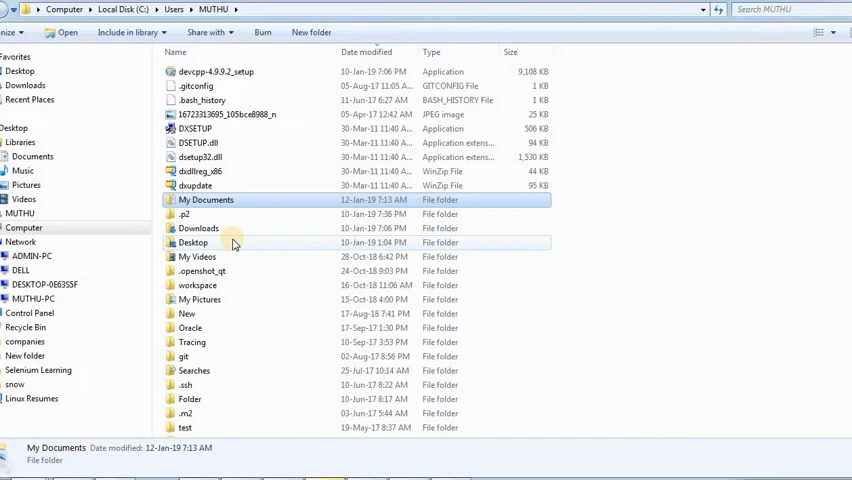 Computer ▸ Local Disk (C:) ▸ Users ▸ MUTHU ▸
Search MUTHU
Open Include in library Share with Burn New folder
Name Date modified Type Size
Favorites
Desktop
Downloads
Recent Places
Desktop
Libraries
Documents
Music
Pictures
Videos
MUTHU
Computer
Network
ADMIN-PC
DELL
DESKTOP-0E63S5F
MUTHU-PC
Control Panel
Recycle Bin
companies
New folder
Selenium Learning
snow
Linux Resumes
devcpp-4.9.9.2_setup 10-Jan-19 7:06 PM Application 9,108 KB
.gitconfig 05-Aug-17 11:05 A... GITCONFIG File 1 KB
.bash_history 11-Jun-17 6:27 AM BASH_HISTORY File 1 KB
16723313695_105bce8988_n 05-Apr-17 12:42 AM JPEG image 25 KB
DXSETUP 30-Mar-11 11:40 A... Application 506 KB
DSETUP.dll 30-Mar-11 11:40 A... Application extens... 94 KB
dsetup32.dll 30-Mar-11 11:40 A... Application extens... 1,530 KB
dxdllreg_x86 30-Mar-11 11:40 A... WinZip File 44 KB
dxupdate 30-Mar-11 11:40 A... WinZip File 95 KB
My Documents 12-Jan-19 7:13 AM File folder
.p2 10-Jan-19 7:36 PM File folder
Downloads 10-Jan-19 7:06 PM File folder
Desktop 10-Jan-19 1:04 PM File folder
My Videos 28-Oct-18 6:42 PM File folder
.openshot_qt 24-Oct-18 9:03 PM File folder
workspace 16-Oct-18 11:06 AM File folder
My Pictures 15-Oct-18 4:00 PM File folder
New 17-Aug-18 7:41 PM File folder
Oracle 17-Sep-17 1:30 PM File folder
Tracing 10-Sep-17 3:53 PM File folder
git 02-Aug-17 8:56 PM File folder
Searches 25-Jul-17 10:14 AM File folder
.ssh 10-Jun-17 8:22 AM File folder
Folder 10-Jun-17 8:17 AM File folder
.m2 03-Jun-17 5:44 AM File folder
test 19-May-17 8:37 AM File folder
My Documents Date modified: 12-Jan-19 7:13 AM
File folder